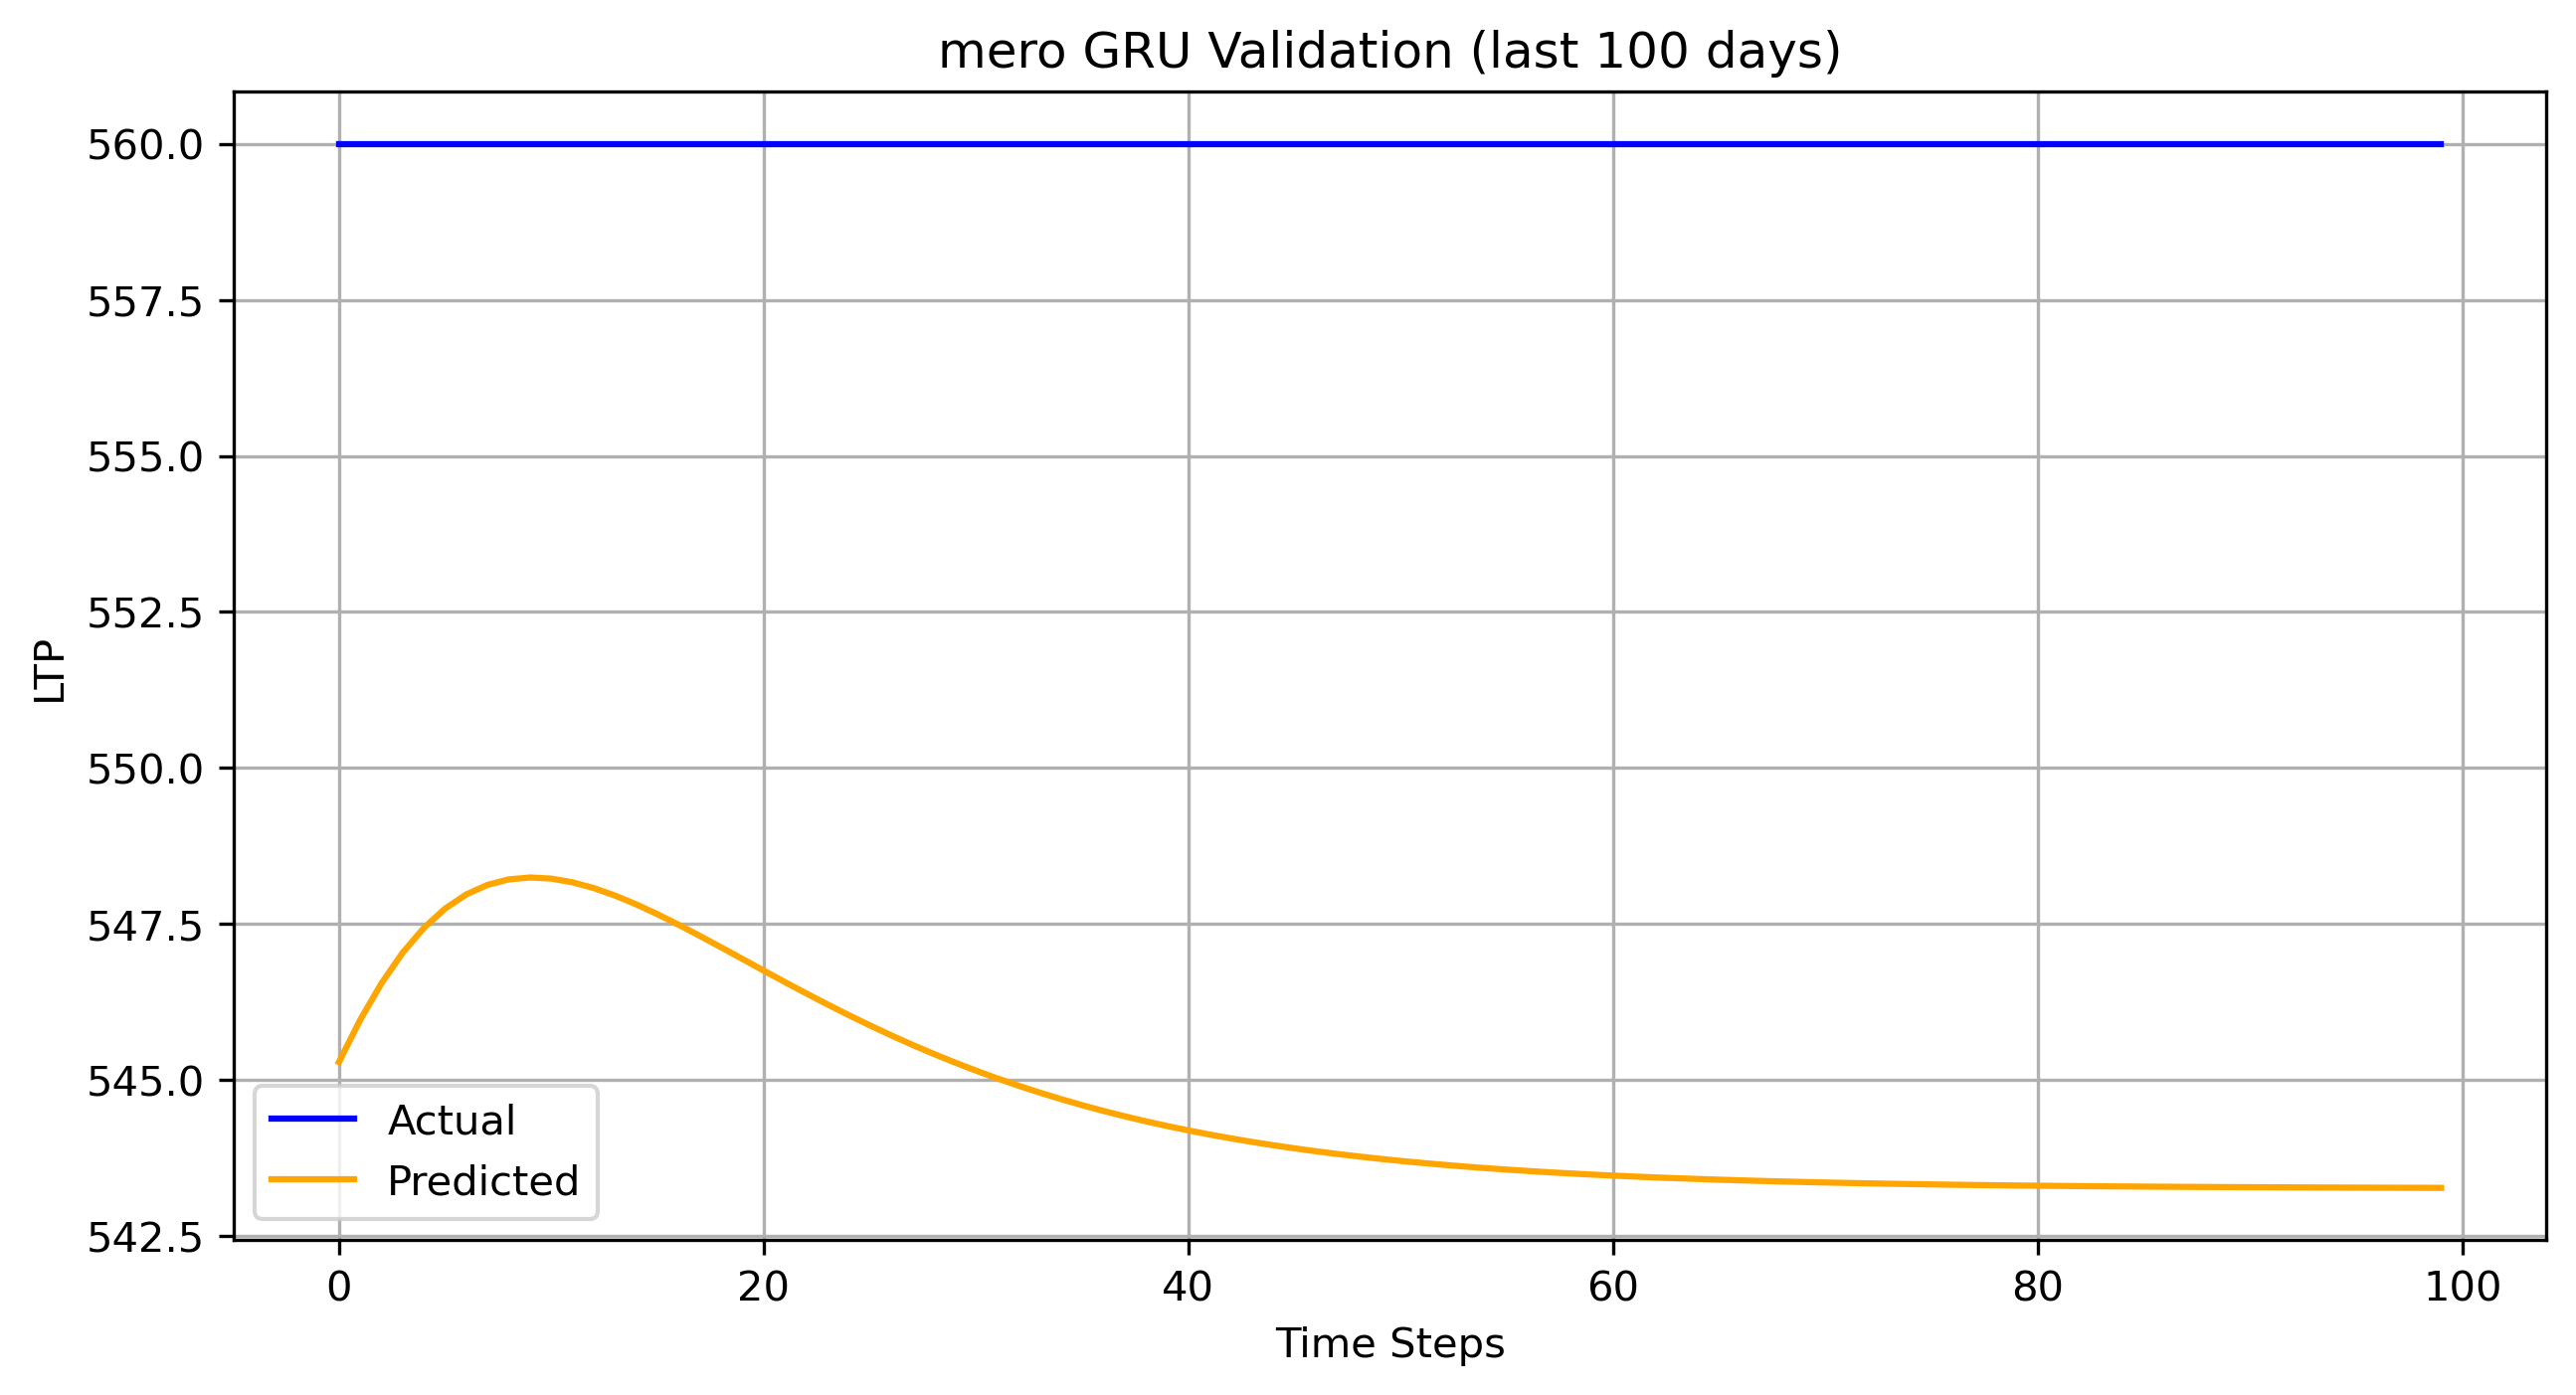 mero GRU Validation (last 100 days)
560.0
557.5
555.0
552.5
550.0
547.5
545.0
542.5
LTP
Actual
Predicted
0 20 40 60 80 100
Time Steps